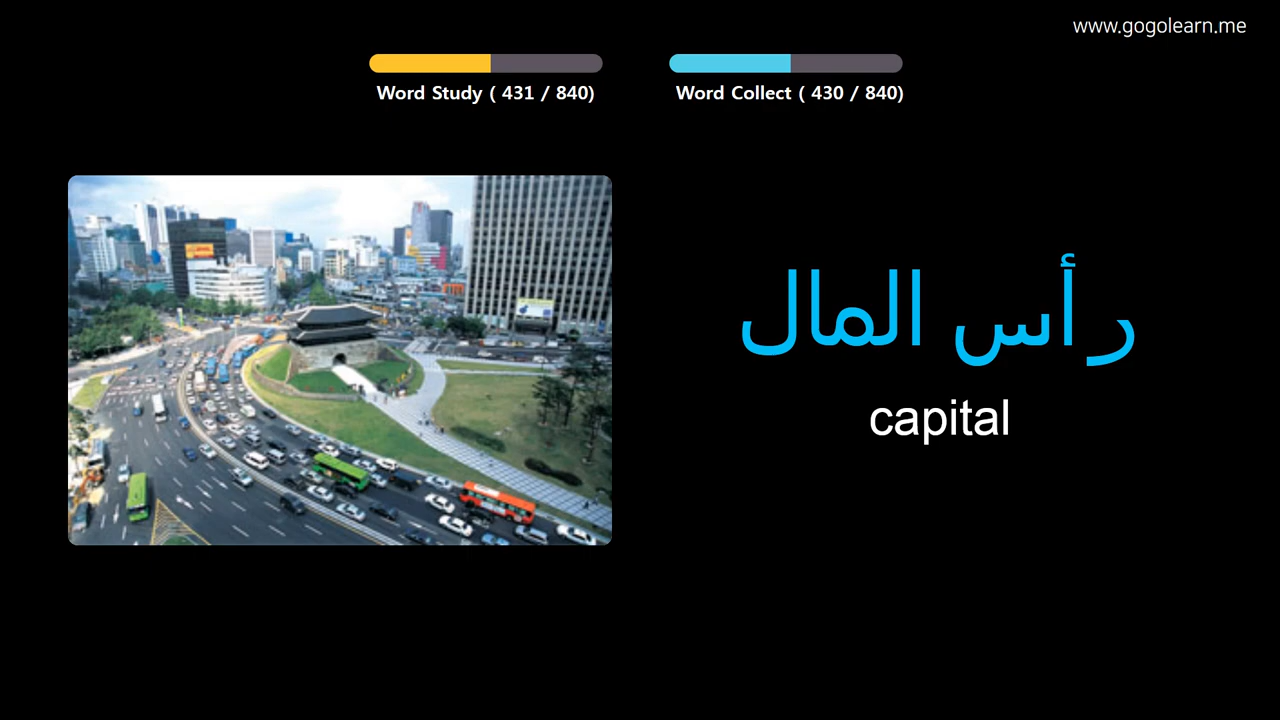 www.gogolearn.me
Word Study ( 431 / 840)
Word Collect ( 430 / 840)
رأس المال
capital